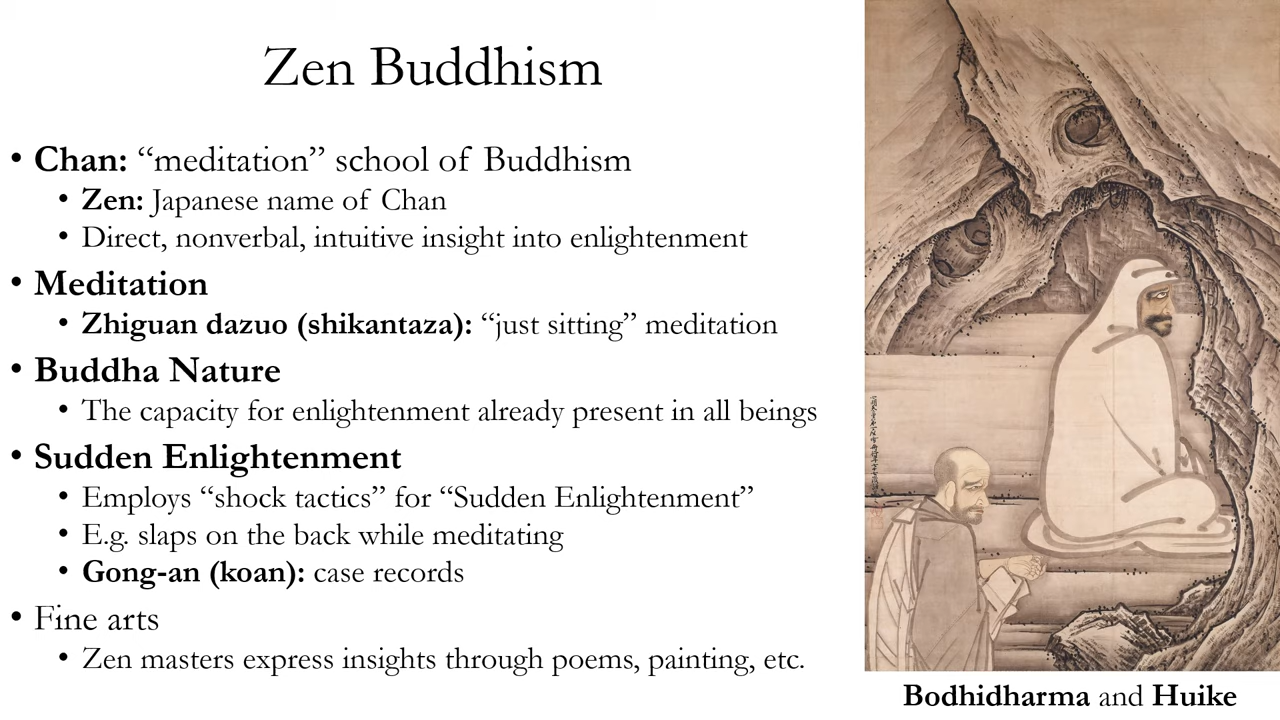 Zen Buddhism
• Chan: “meditation” school of Buddhism
• Zen: Japanese name of Chan
• Direct, nonverbal, intuitive insight into enlightenment
• Meditation
• Zhiguan dazuo (shikantaza): “just sitting” meditation
• Buddha Nature
• The capacity for enlightenment already present in all beings
• Sudden Enlightenment
• Employs “shock tactics” for “Sudden Enlightenment”
• E.g. slaps on the back while meditating
• Gong-an (koan): case records
• Fine arts
• Zen masters express insights through poems, painting, etc.
Bodhidharma and Huike